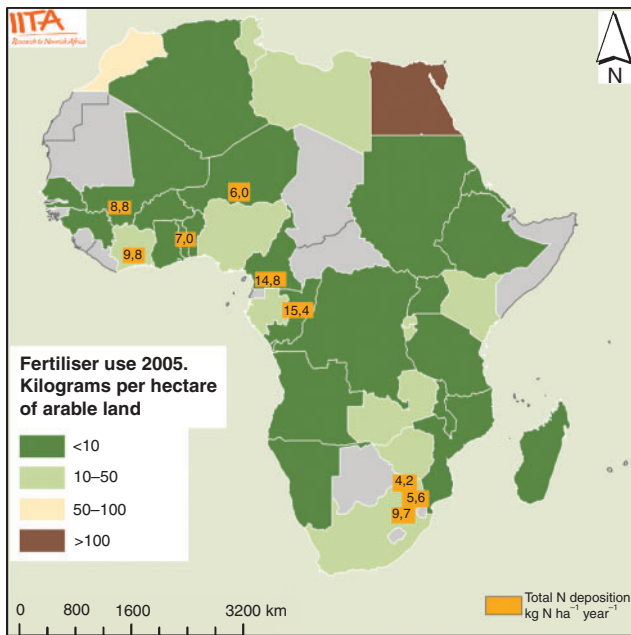 IITA
Research to Nourish Africa
N
8,8
6,0
7,0
9,8
14,8
15,4
4,2
5,6
9,7
Fertiliser use 2005.
Kilograms per hectare
of arable land
<10
10–50
50–100
>100
0 800 1600 3200 km
Total N deposition
kg N ha⁻¹ year⁻¹